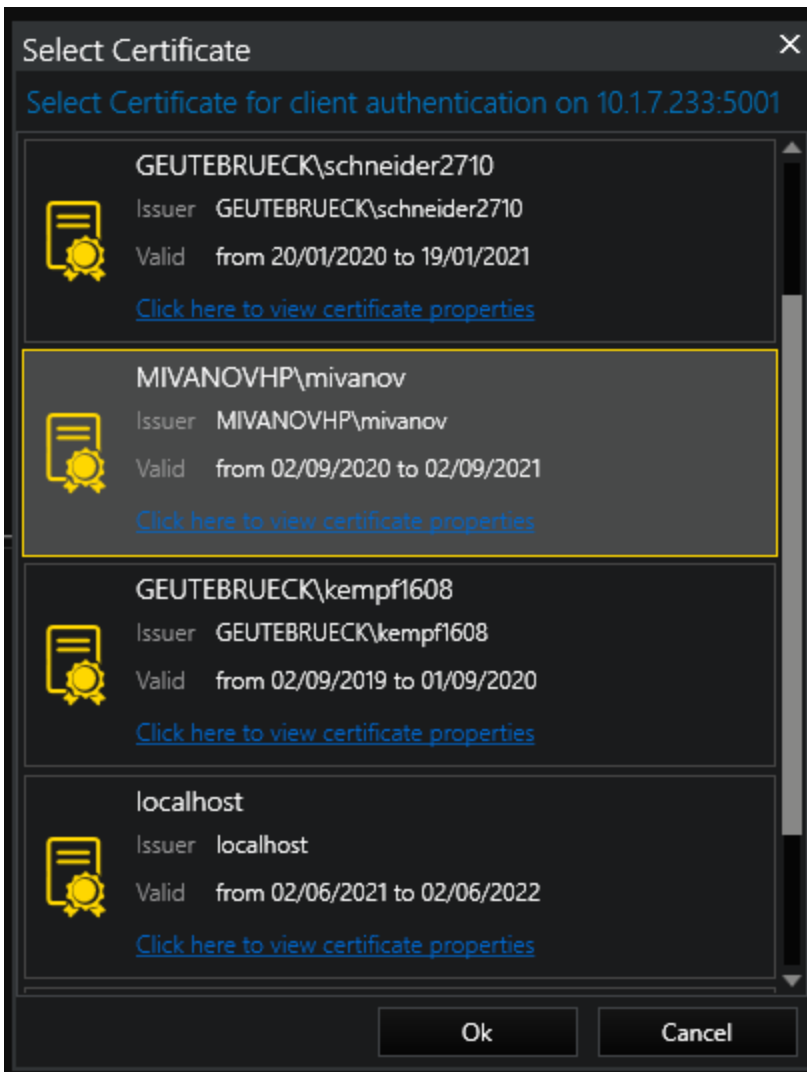 Select Certificate
Select Certificate for client authentication on 10.1.7.233:5001
GEUTEBRUECK\schneider2710
Issuer GEUTEBRUECK\schneider2710
Valid from 20/01/2020 to 19/01/2021
Click here to view certificate properties
MIVANOVHP\mivanov
Issuer MIVANOVHP\mivanov
Valid from 02/09/2020 to 02/09/2021
Click here to view certificate properties
GEUTEBRUECK\kempf1608
Issuer GEUTEBRUECK\kempf1608
Valid from 02/09/2019 to 01/09/2020
Click here to view certificate properties
localhost
Issuer localhost
Valid from 02/06/2021 to 02/06/2022
Click here to view certificate properties
Ok Cancel